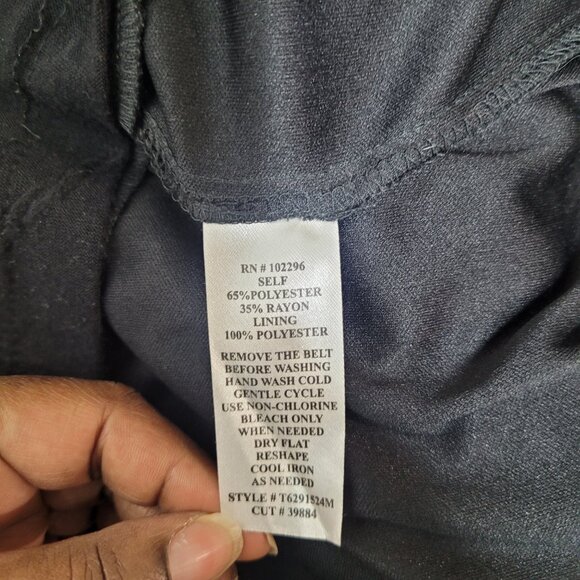 RN # 102296
SELF
65%POLYESTER
35% RAYON
LINING
100% POLYESTER
REMOVE THE BELT
BEFORE WASHING
HAND WASH COLD
GENTLE CYCLE
USE NON-CHLORINE
BLEACH ONLY
WHEN NEEDED
DRY FLAT
RESHAPE
COOL IRON
AS NEEDED
STYLE # T6291524M
CUT # 39884